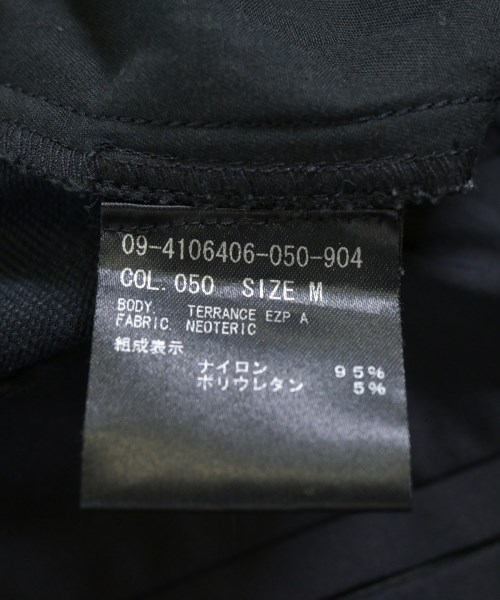 09-4106406-050-904
COL. 050 SIZE M
BODY. TERRANCE EZP A
FABRIC. NEOTERIC
組成表示
ナイロン 95%
ポリウレタン 5%